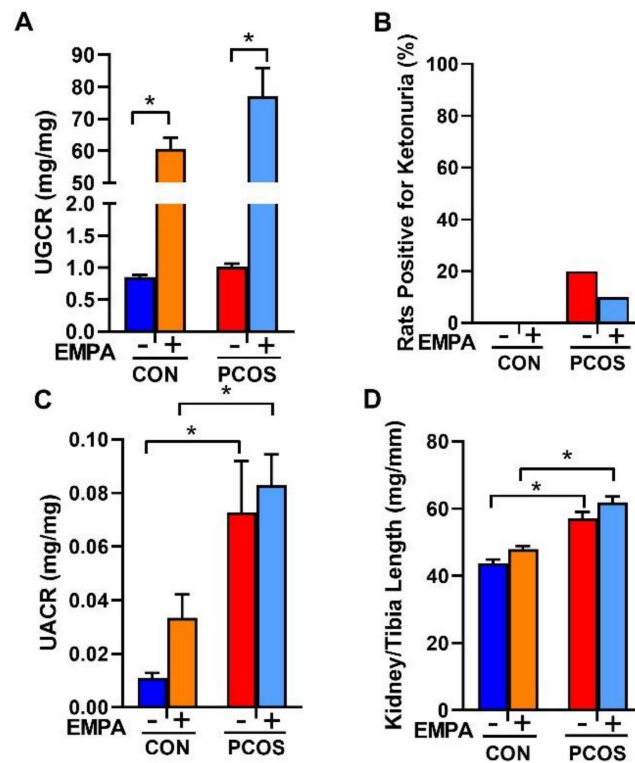 A
UGCR (mg/mg)
90
80
70
60
50
2.0
1.5
1.0
0.5
0.0
* *
EMPA - + - +
CON PCOS
B
Rats Positive for Ketonuria (%)
100
80
60
40
20
0
EMPA - + - +
CON PCOS
C
UACR (mg/mg)
0.10
0.08
0.06
0.04
0.02
0.00
*
*
EMPA - + - +
CON PCOS
D
Kidney/Tibia Length (mg/mm)
80
60
40
20
0
*
*
EMPA - + - +
CON PCOS